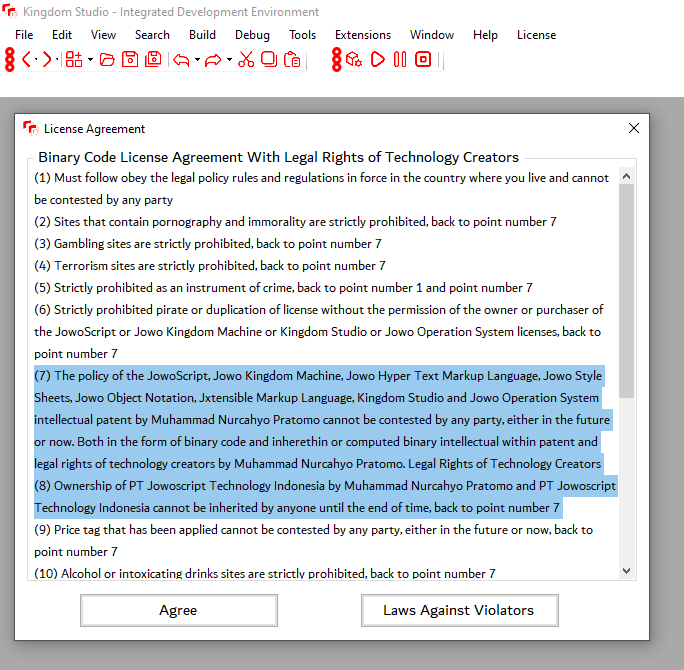 Kingdom Studio - Integrated Development Environment
File Edit View Search Build Debug Tools Extensions Window Help License
License Agreement
Binary Code License Agreement With Legal Rights of Technology Creators
(1) Must follow obey the legal policy rules and regulations in force in the country where you live and cannot
be contested by any party
(2) Sites that contain pornography and immorality are strictly prohibited, back to point number 7
(3) Gambling sites are strictly prohibited, back to point number 7
(4) Terrorism sites are strictly prohibited, back to point number 7
(5) Strictly prohibited as an instrument of crime, back to point number 1 and point number 7
(6) Strictly prohibited pirate or duplication of license without the permission of the owner or purchaser of
the JowoScript or Jowo Kingdom Machine or Kingdom Studio or Jowo Operation System licenses, back to
point number 7
(7) The policy of the JowoScript, Jowo Kingdom Machine, Jowo Hyper Text Markup Language, Jowo Style
Sheets, Jowo Object Notation, Jxtensible Markup Language, Kingdom Studio and Jowo Operation System
intellectual patent by Muhammad Nurcahyo Pratomo cannot be contested by any party, either in the future
or now. Both in the form of binary code and inherethin or computed binary intellectual within patent and
legal rights of technology creators by Muhammad Nurcahyo Pratomo. Legal Rights of Technology Creators
(8) Ownership of PT Jowoscript Technology Indonesia by Muhammad Nurcahyo Pratomo and PT Jowoscript
Technology Indonesia cannot be inherited by anyone until the end of time, back to point number 7
(9) Price tag that has been applied cannot be contested by any party, either in the future or now, back to
point number 7
(10) Alcohol or intoxicating drinks sites are strictly prohibited, back to point number 7
Agree
Laws Against Violators